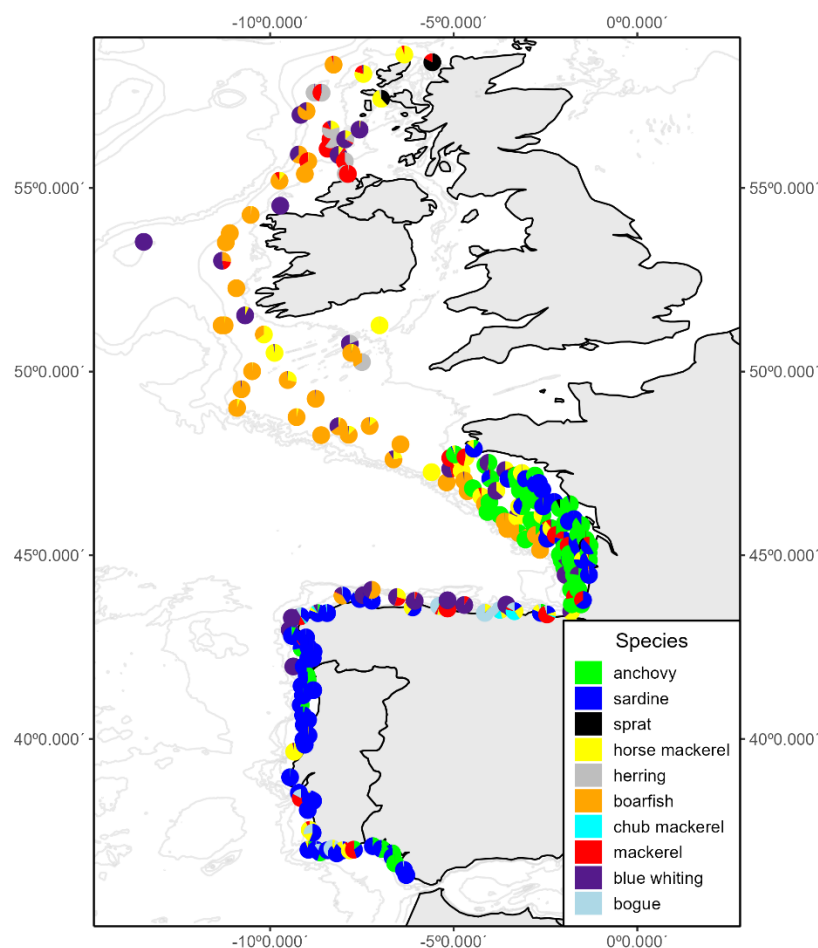 -10º0.000´ -5º0.000´ 0º0.000´
55º0.000´ 55º0.000´
50º0.000´ 50º0.000´
45º0.000´ 45º0.000´
40º0.000´ 40º0.000´
Species
anchovy
sardine
sprat
horse mackerel
herring
boarfish
chub mackerel
mackerel
blue whiting
bogue
-10º0.000´ -5º0.000´ 0º0.000´